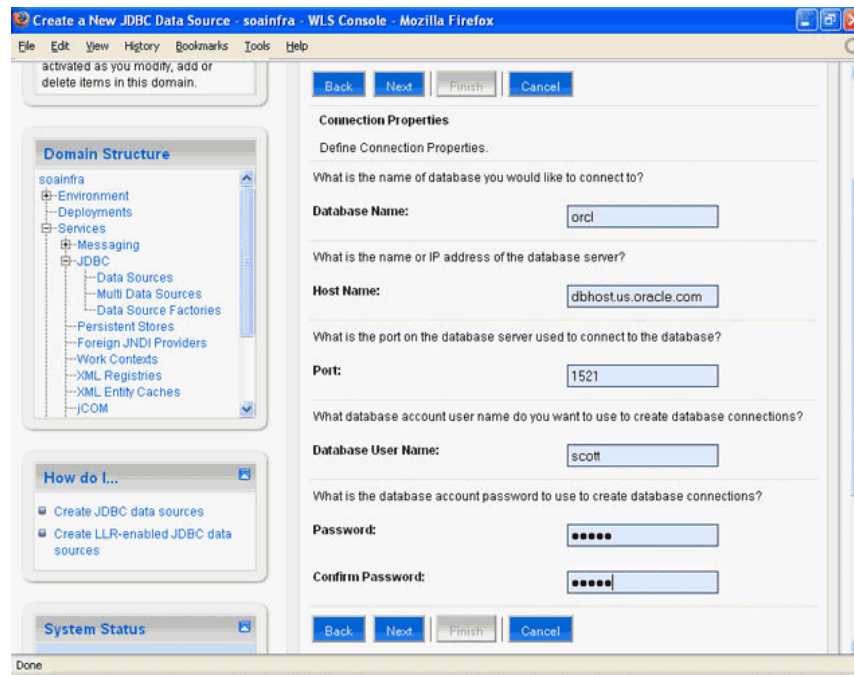 Create a New JDBC Data Source - soainfra - WLS Console - Mozilla Firefox
File Edit View History Bookmarks Tools Help
activated as you modify, add or
delete items in this domain.
Domain Structure
soainfra
Environment
Deployments
Services
Messaging
JDBC
Data Sources
Multi Data Sources
Data Source Factories
Persistent Stores
Foreign JNDI Providers
Work Contexts
XML Registries
XML Entity Caches
jCOM
How do I...
Create JDBC data sources
Create LLR-enabled JDBC data
sources
System Status
Back Next Finish Cancel
Connection Properties
Define Connection Properties.
What is the name of database you would like to connect to?
Database Name: orcl
What is the name or IP address of the database server?
Host Name: dbhost.us.oracle.com
What is the port on the database server used to connect to the database?
Port: 1521
What database account user name do you want to use to create database connections?
Database User Name: scott
What is the database account password to use to create database connections?
Password: •••••
Confirm Password: •••••
Back Next Finish Cancel
Done